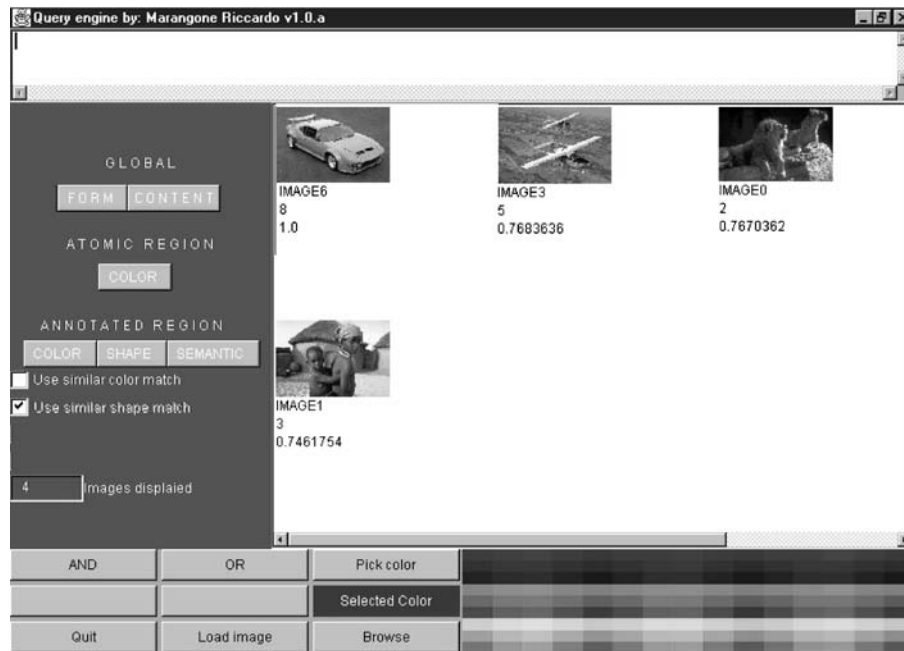 Query engine by: Marangone Riccardo v1.0.a
GLOBAL
FORM CONTENT
ATOMIC REGION
COLOR
ANNOTATED REGION
COLOR SHAPE SEMANTIC
Use similar color match
Use similar shape match
4 Images displaied
IMAGE6
8
1.0
IMAGE3
5
0.7683636
IMAGE0
2
0.7670362
IMAGE1
3
0.7461754
AND OR Pick color
Selected Color
Quit Load image Browse